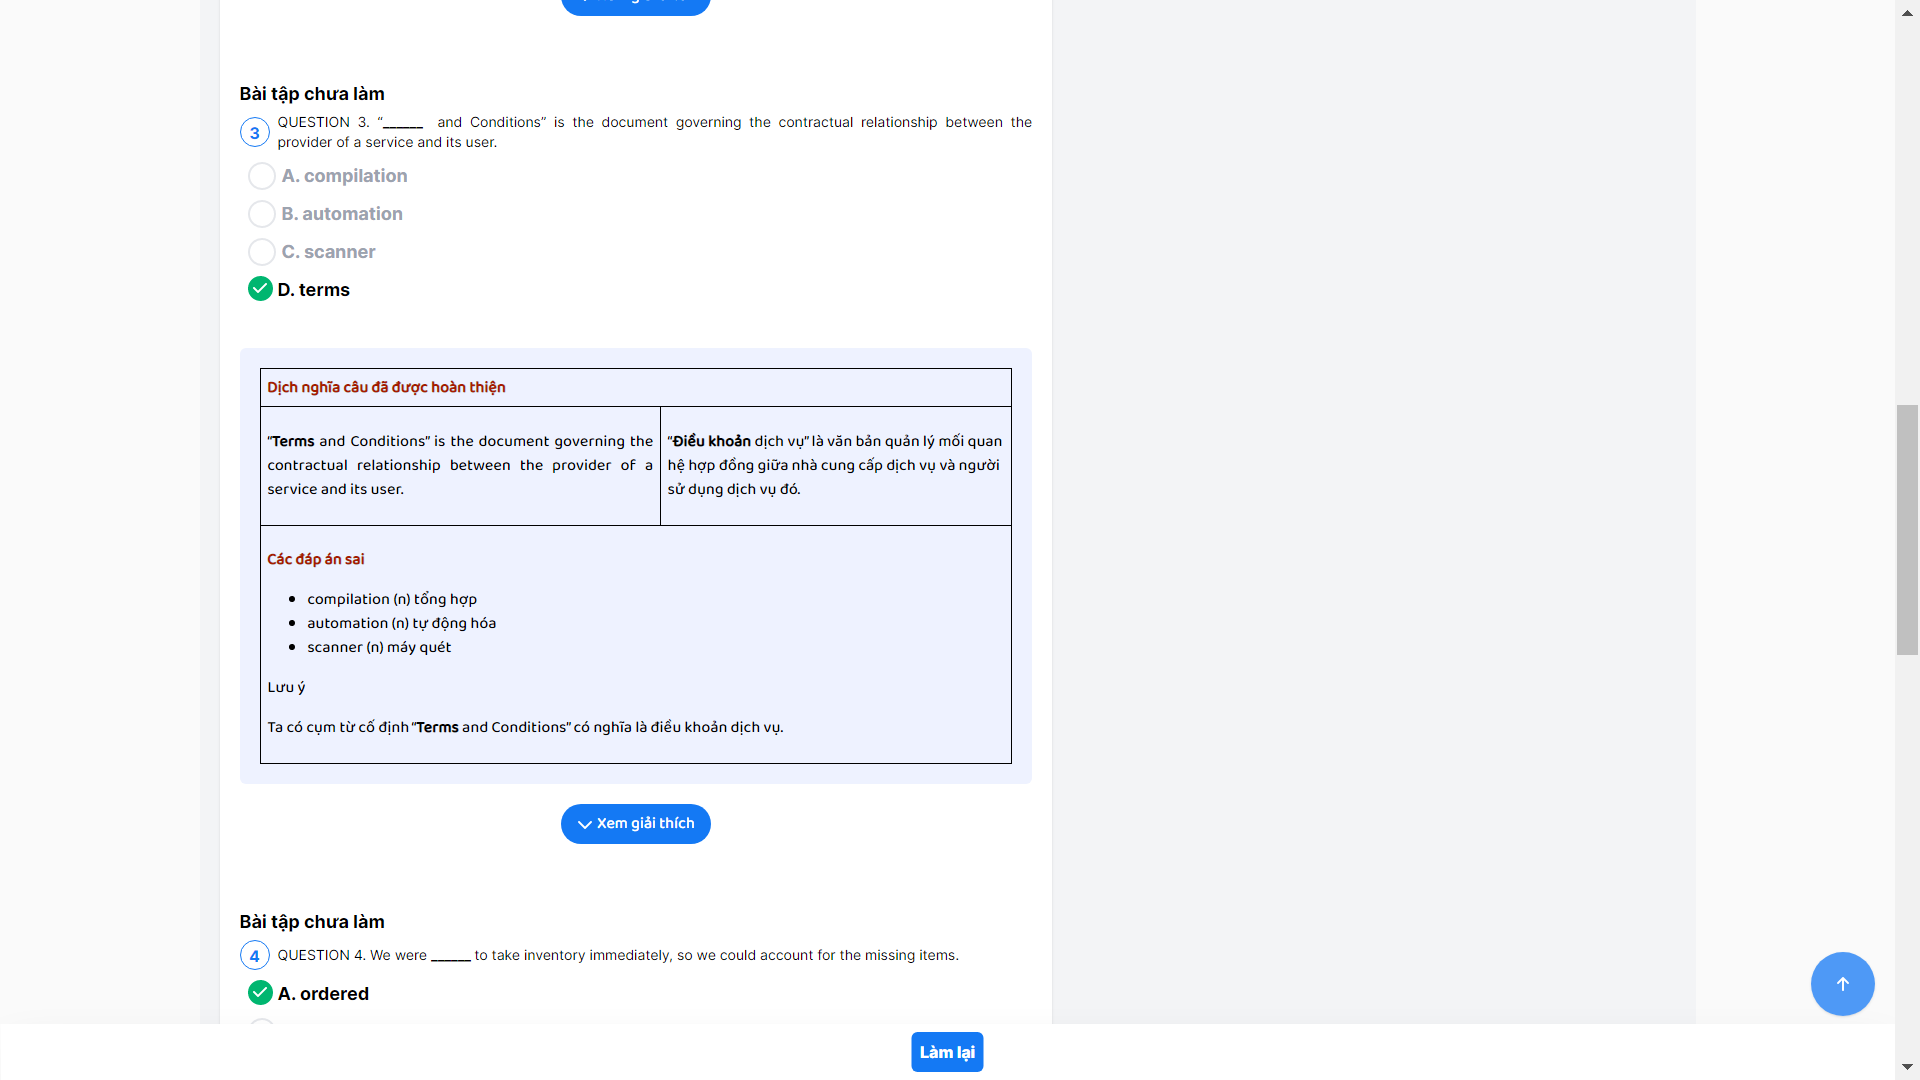 Bài tập chưa làm
3
QUESTION 3. “______ and Conditions” is the document governing the contractual relationship between the
provider of a service and its user.
A. compilation
B. automation
C. scanner
D. terms
Dịch nghĩa câu đã được hoàn thiện
“Terms and Conditions” is the document governing the
contractual relationship between the provider of a
service and its user.
“Điều khoản dịch vụ” là văn bản quản lý mối quan
hệ hợp đồng giữa nhà cung cấp dịch vụ và người
sử dụng dịch vụ đó.
Các đáp án sai
compilation (n) tổng hợp
automation (n) tự động hóa
scanner (n) máy quét
Lưu ý
Ta có cụm từ cố định “Terms and Conditions” có nghĩa là điều khoản dịch vụ.
Xem giải thích
Bài tập chưa làm
4
QUESTION 4. We were ______ to take inventory immediately, so we could account for the missing items.
A. ordered
Làm lại